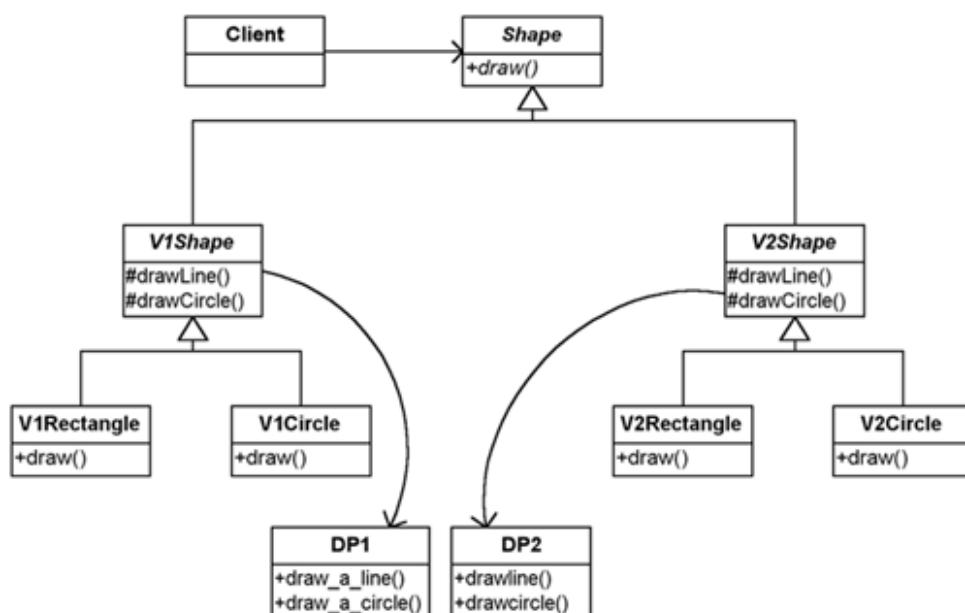 Client
Shape
+draw()
V1Shape
#drawLine()
#drawCircle()
V2Shape
#drawLine()
#drawCircle()
V1Rectangle
+draw()
V1Circle
+draw()
V2Rectangle
+draw()
V2Circle
+draw()
DP1
+draw_a_line()
+draw_a_circle()
DP2
+drawline()
+drawcircle()